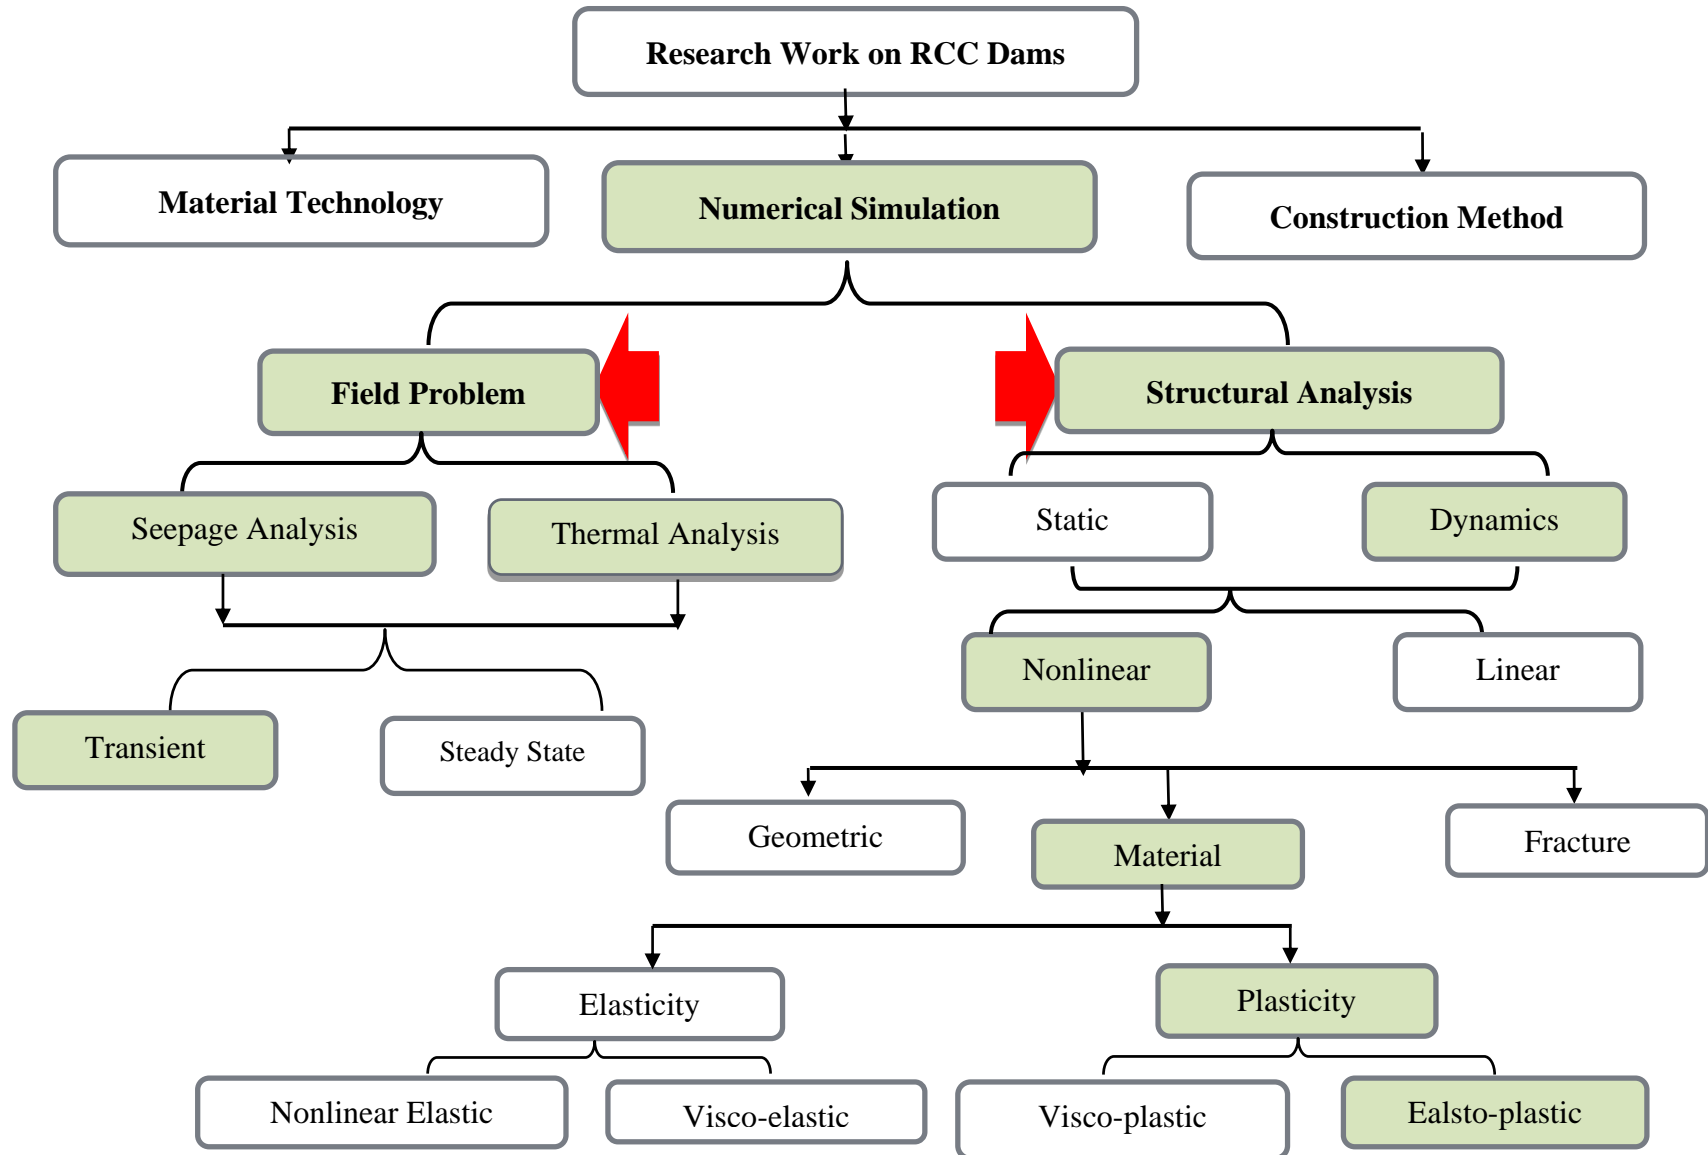 Research Work on RCC Dams
Material Technology
Numerical Simulation
Construction Method
Field Problem
Structural Analysis
Seepage Analysis
Thermal Analysis
Static
Dynamics
Nonlinear
Linear
Transient
Steady State
Geometric
Material
Fracture
Elasticity
Plasticity
Nonlinear Elastic
Visco-elastic
Visco-plastic
Ealsto-plastic